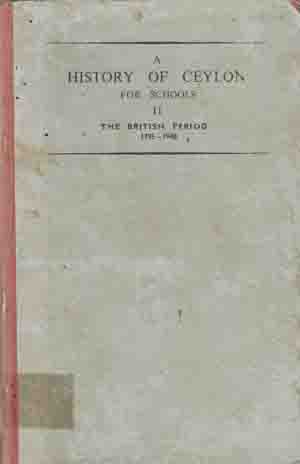 A
HISTORY OF CEYLON
FOR SCHOOLS
II
THE BRITISH PERIOD